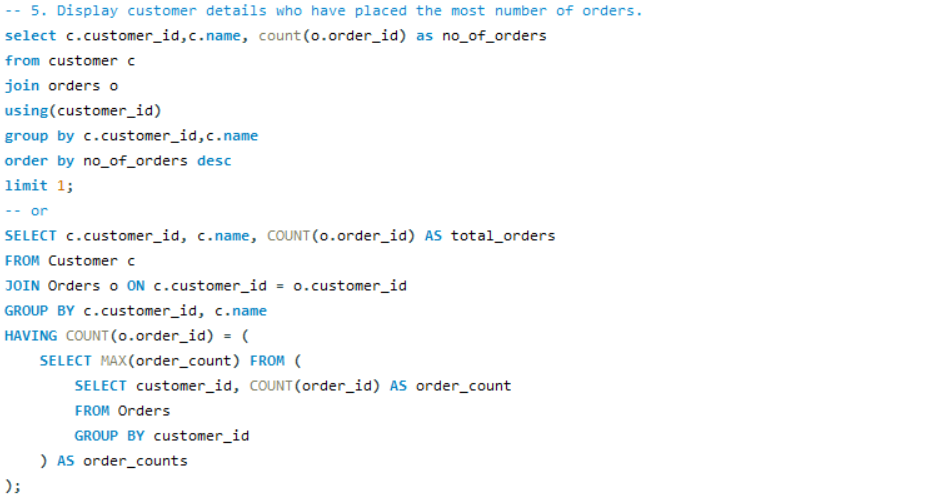 -- 5. Display customer details who have placed the most number of orders.
select c.customer_id,c.name, count(o.order_id) as no_of_orders
from customer c
join orders o
using(customer_id)
group by c.customer_id,c.name
order by no_of_orders desc
limit 1;
-- or
SELECT c.customer_id, c.name, COUNT(o.order_id) AS total_orders
FROM Customer c
JOIN Orders o ON c.customer_id = o.customer_id
GROUP BY c.customer_id, c.name
HAVING COUNT(o.order_id) = (
    SELECT MAX(order_count) FROM (
        SELECT customer_id, COUNT(order_id) AS order_count
        FROM Orders
        GROUP BY customer_id
    ) AS order_counts
);